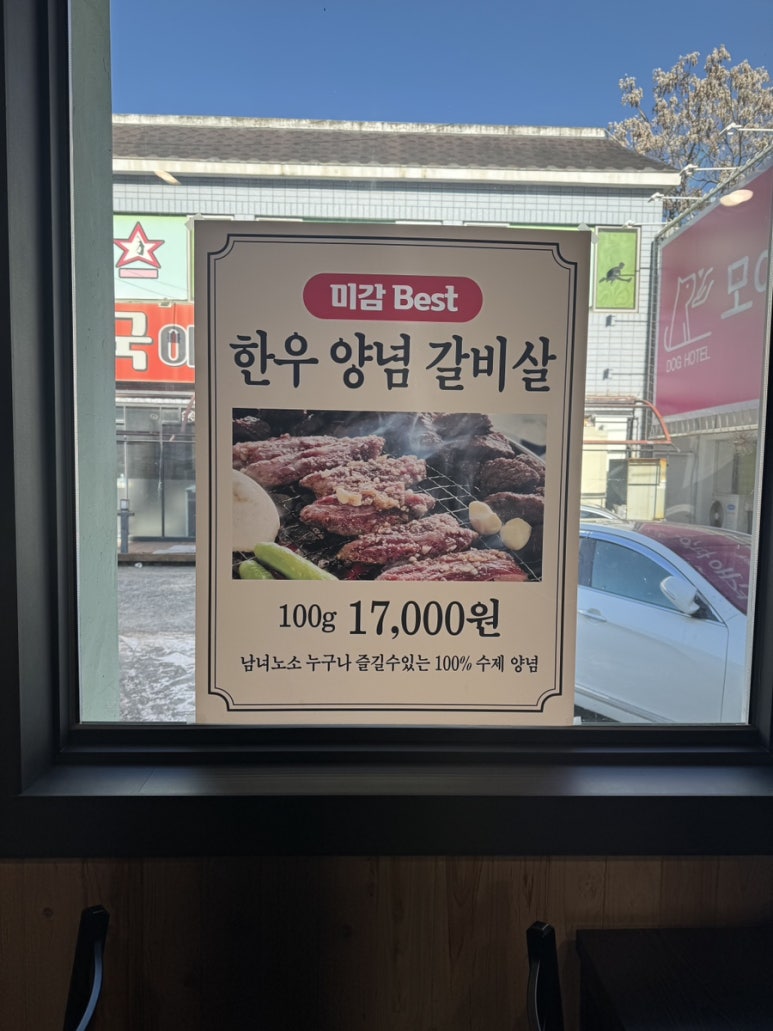 미감 Best
한우 양념 갈비살
100g 17,000원
남녀노소 누구나 즐길수있는 100% 수제 양념
DOG HOTEL